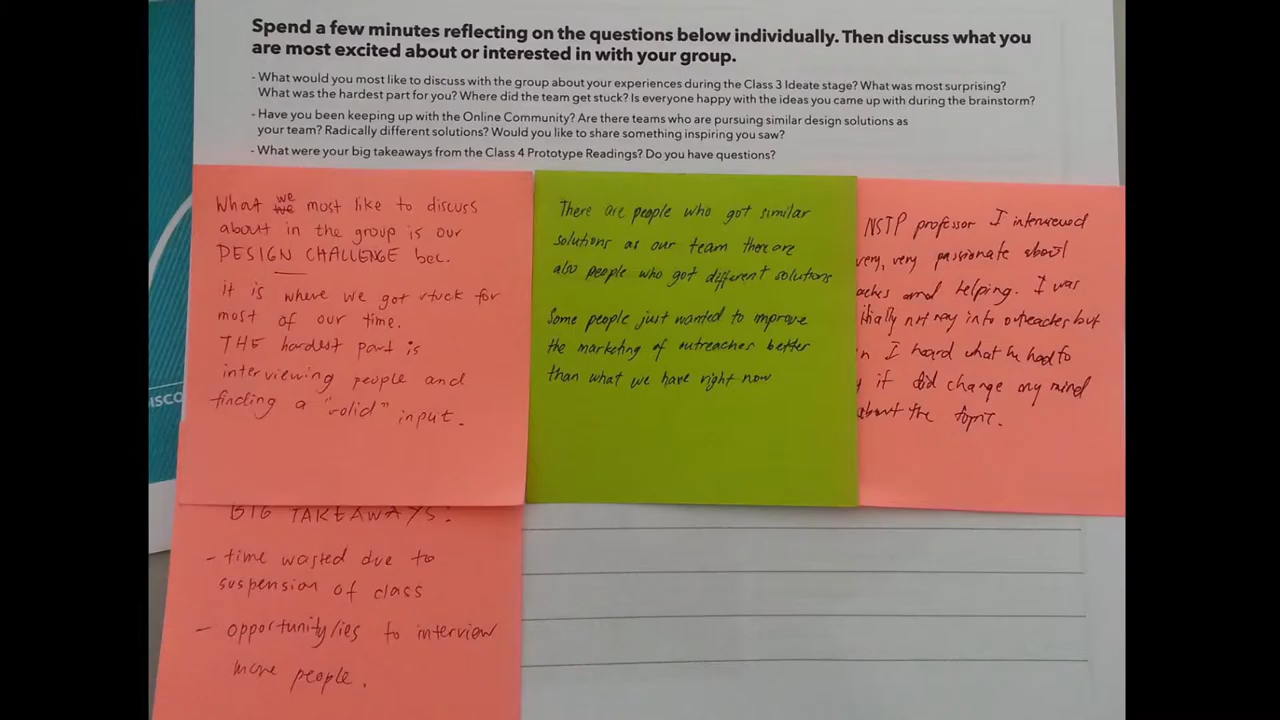 Spend a few minutes reflecting on the questions below individually. Then discuss what you
are most excited about or interested in with your group.
- What would you most like to discuss with the group about your experiences during the Class 3 Ideate stage? What was most surprising?
What was the hardest part for you? Where did the team get stuck? Is everyone happy with the ideas you came up with during the brainstorm?
- Have you been keeping up with the Online Community? Are there teams who are pursuing similar design solutions as
your team? Radically different solutions? Would you like to share something inspiring you saw?
- What were your big takeaways from the Class 4 Prototype Readings? Do you have questions?
What we most like to discuss
about in the group is our
DESIGN CHALLENGE bec.
it is where we got stuck for
most of our time.
THE hardest part is
interviewing people and
finding a "valid" input.
There are people who got similar
solutions as our team there are
also people who got different solutions
Some people just wanted to improve
the marketing of outreaches better
than what we have right now
NSTP professor I interviewed
very, very passionate about
aches and helping. I was
itially not very into outreaches but
n I heard what he had to
y it did change my mind
about the topic.
BIG TAKEAWAYS:
- time wasted due to
suspension of class
- opportunity/ies to interview
more people.
DISCO